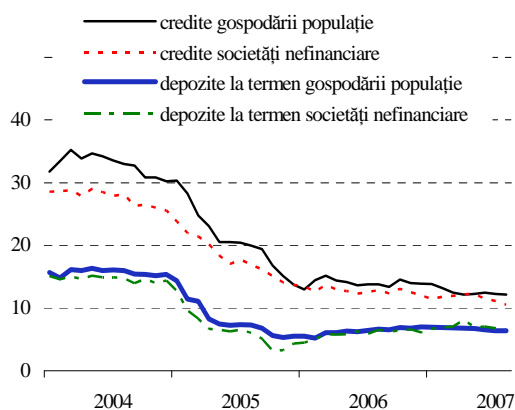 credite gospodării populație
credite societăți nefinanciare
depozite la termen gospodării populație
depozite la termen societăți nefinanciare
40
30
20
10
0
2004 2005 2006 2007